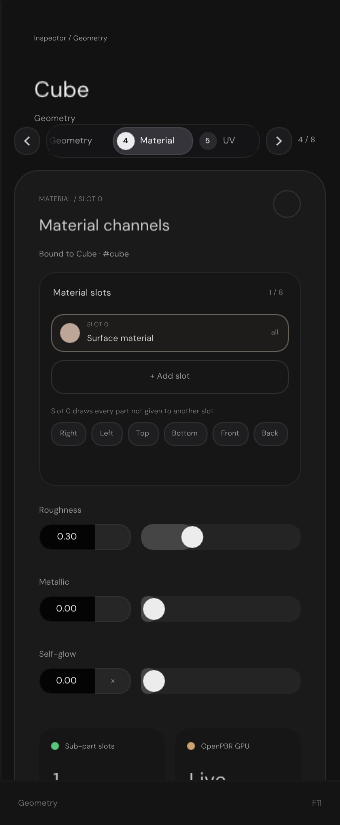 Inspector / Geometry
Cube
Geometry
Geometry 4 Material 5 UV 4 / 8
MATERIAL / SLOT 0
Material channels
Bound to Cube · #cube
Material slots 1 / 6
SLOT 0
Surface material all
+ Add slot
Slot 0 draws every part not given to another slot
Right Left Top Bottom Front Back
Roughness
0.30
Metallic
0.00
Self-glow
0.00 ×
Sub-part slots OpenPBR GPU
1 Live
Geometry F11